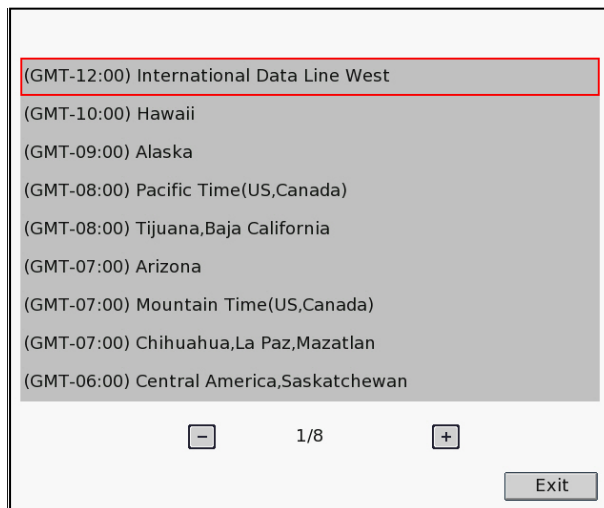 (GMT-12:00) International Data Line West
(GMT-10:00) Hawaii
(GMT-09:00) Alaska
(GMT-08:00) Pacific Time(US,Canada)
(GMT-08:00) Tijuana,Baja California
(GMT-07:00) Arizona
(GMT-07:00) Mountain Time(US,Canada)
(GMT-07:00) Chihuahua,La Paz,Mazatlan
(GMT-06:00) Central America,Saskatchewan
- 1/8 +
Exit